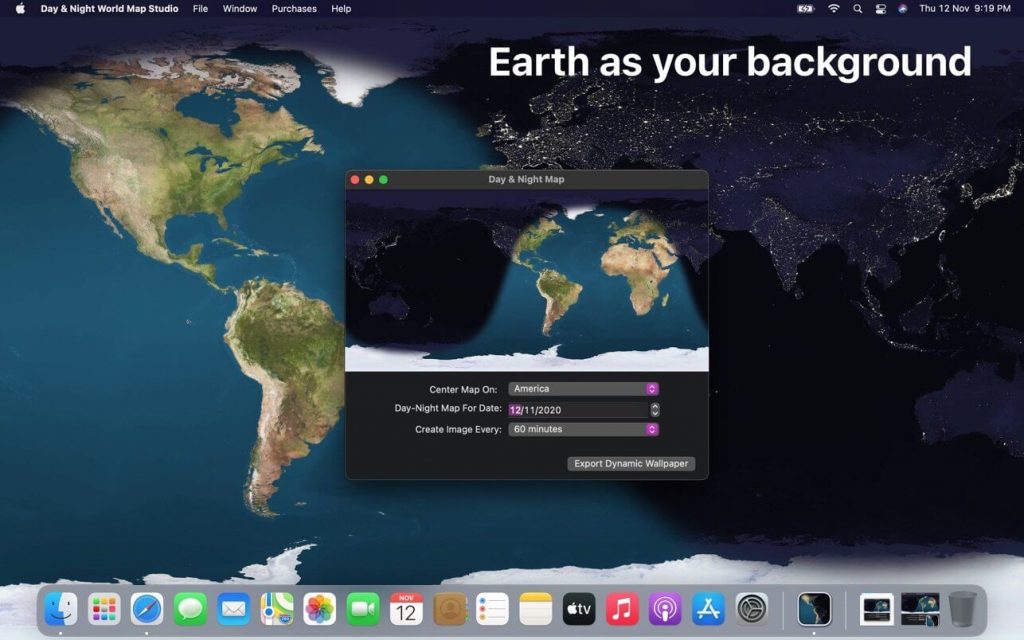 Day & Night World Map Studio File Window Purchases Help Thu 12 Nov 9:19 PM
Earth as your background
Day & Night Map
Center Map On: America
Day-Night Map For Date: 12/11/2020
Create Image Every: 60 minutes
Export Dynamic Wallpaper
NOV
12
tv